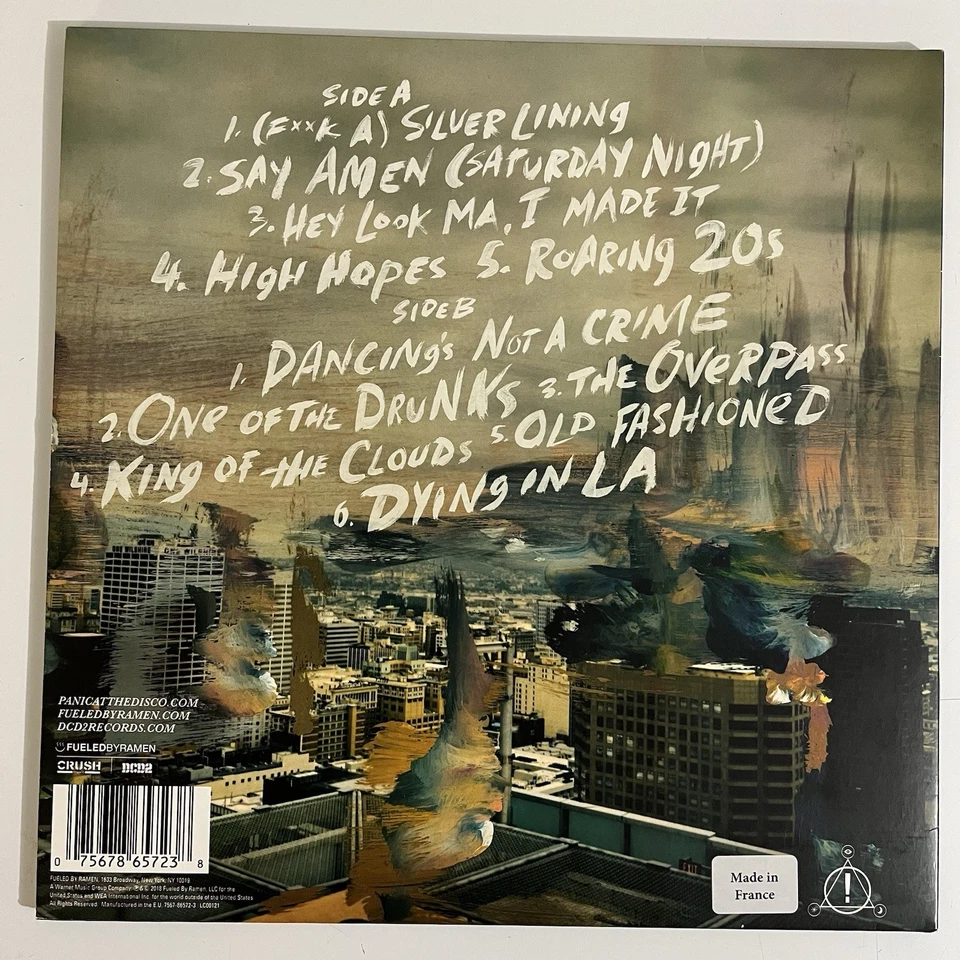 SIDE A
1. (F××K A) SILVER LINING
2. SAY AMEN (SATURDAY NIGHT)
3. HEY LOOK MA, I MADE IT
4. HIGH HOPES 5. ROARING 20s
SIDE B
1. DANCING's NOT A CRIME
2. ONe OF THE DRUNKS 3. THE OVeRPASS
4. KING OF THE CLOUDS 5. OLD FASHIONeD
6. DYING IN LA
PANICATTHEDISCO.COM
FUELEDBYRAMEN.COM
DCD2RECORDS.COM
FUELEDBYRAMEN
CRUSH | DCD2
0 75678 65723 8
FUELED BY RAMEN, 1633 Broadway, New York, NY 10019
A Warner Music Group Company. ℗ & © 2018 Fueled By Ramen, LLC for the
United States and WEA International Inc. for the world outside of the United States
All Rights Reserved. Manufactured in the E.U. 7567-86572-3 LC00121
Made in
France
!